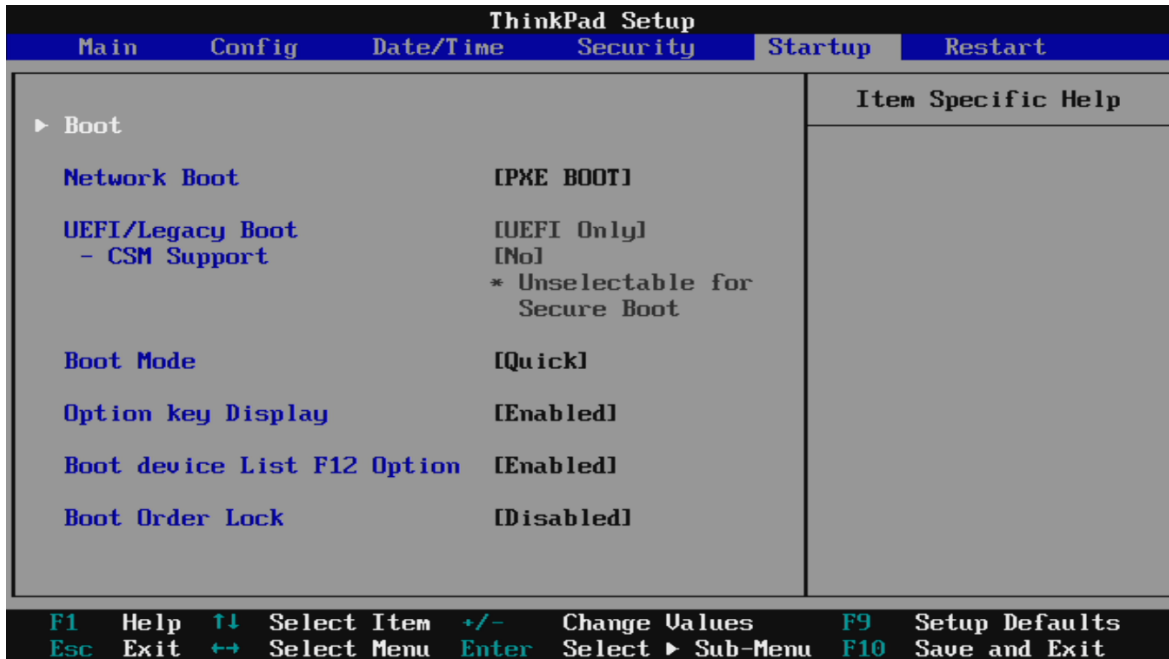 ThinkPad Setup
Main Config Date/Time Security Startup Restart
Item Specific Help
► Boot
Network Boot [PXE BOOT]
UEFI/Legacy Boot [UEFI Only]
- CSM Support [No]
* Unselectable for
Secure Boot
Boot Mode [Quick]
Option key Display [Enabled]
Boot device List F12 Option [Enabled]
Boot Order Lock [Disabled]
F1 Help ↑↓ Select Item +/- Change Values F9 Setup Defaults
Esc Exit ←→ Select Menu Enter Select ► Sub-Menu F10 Save and Exit